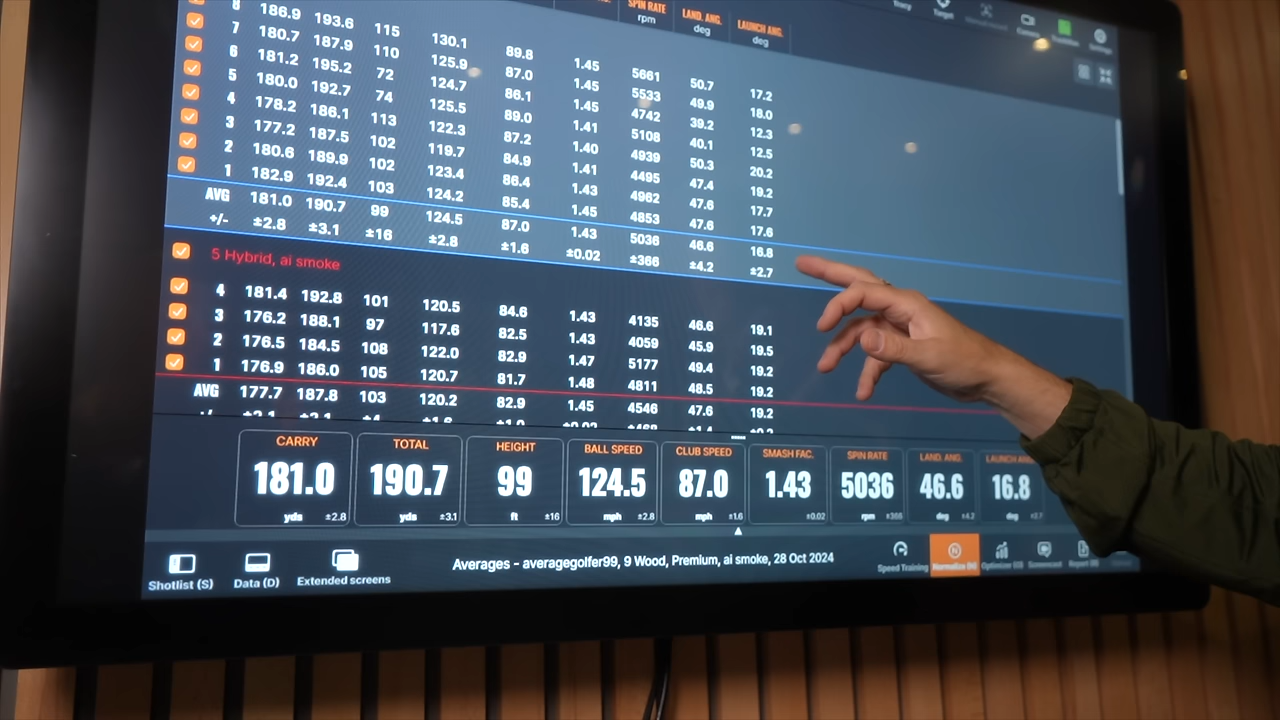 Tracy Target Settings
SPIN RATE LAND. ANG. LAUNCH ANG.
rpm deg deg
8 186.9 193.6 115 130.1 89.8 1.45 5661 50.7 17.2
7 180.7 187.9 110 125.9 87.0 1.45 5533 49.9 18.0
6 181.2 195.2 72 124.7 86.1 1.45 4742 39.2 12.3
5 180.0 192.7 74 125.5 89.0 1.41 5108 40.1 12.5
4 178.2 186.1 113 122.3 87.2 1.40 4939 50.3 20.2
3 177.2 187.5 102 119.7 84.9 1.41 4495 47.4 19.2
2 180.6 189.9 102 123.4 86.4 1.43 4962 47.6 17.7
1 182.9 192.4 103 124.2 85.4 1.45 4853 47.6 17.6
AVG 181.0 190.7 99 124.5 87.0 1.43 5036 46.6 16.8
+/- ±2.8 ±3.1 ±16 ±2.8 ±1.6 ±0.02 ±366 ±4.2 ±2.7
5 Hybrid, ai smoke
4 181.4 192.8 101 120.5 84.6 1.43 4135 46.6 19.1
3 176.2 188.1 97 117.6 82.5 1.43 4059 45.9 19.5
2 176.5 184.5 108 122.0 82.9 1.47 5177 49.4 19.2
1 176.9 186.0 105 120.7 81.7 1.48 4811 48.5 19.2
AVG 177.7 187.8 103 120.2 82.9 1.45 4546 47.6 19.2
CARRY TOTAL HEIGHT BALL SPEED CLUB SPEED SMASH FAC. SPIN RATE LAND. ANG. LAUNCH
181.0 190.7 99 124.5 87.0 1.43 5036 46.6 16.8
yds ±2.8 yds ±3.1 ft ±16 mph ±2.8 mph ±1.6 ±0.02 rpm ±366 deg ±4.2 deg ±2.7
Shotlist (S) Data (D) Extended screens
Averages - averagegolfer99, 9 Wood, Premium, ai smoke, 28 Oct 2024
Speed Training Normalize (N) Optimizer Screencast Report